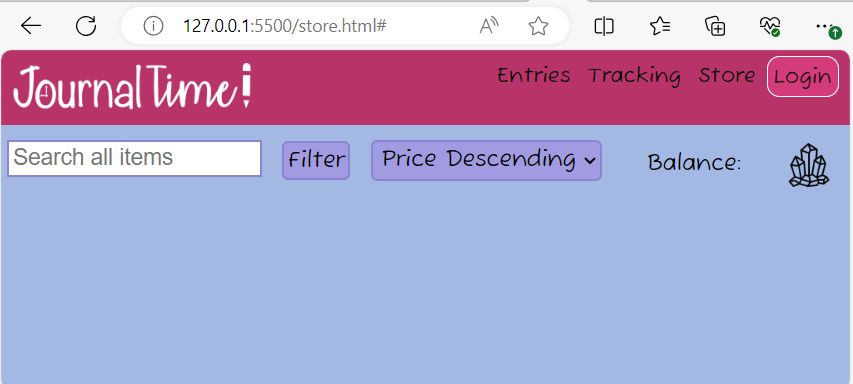 127.0.0.1:5500/store.html#
JournalTime!
Entries Tracking Store Login
Search all items Filter Price Descending Balance: